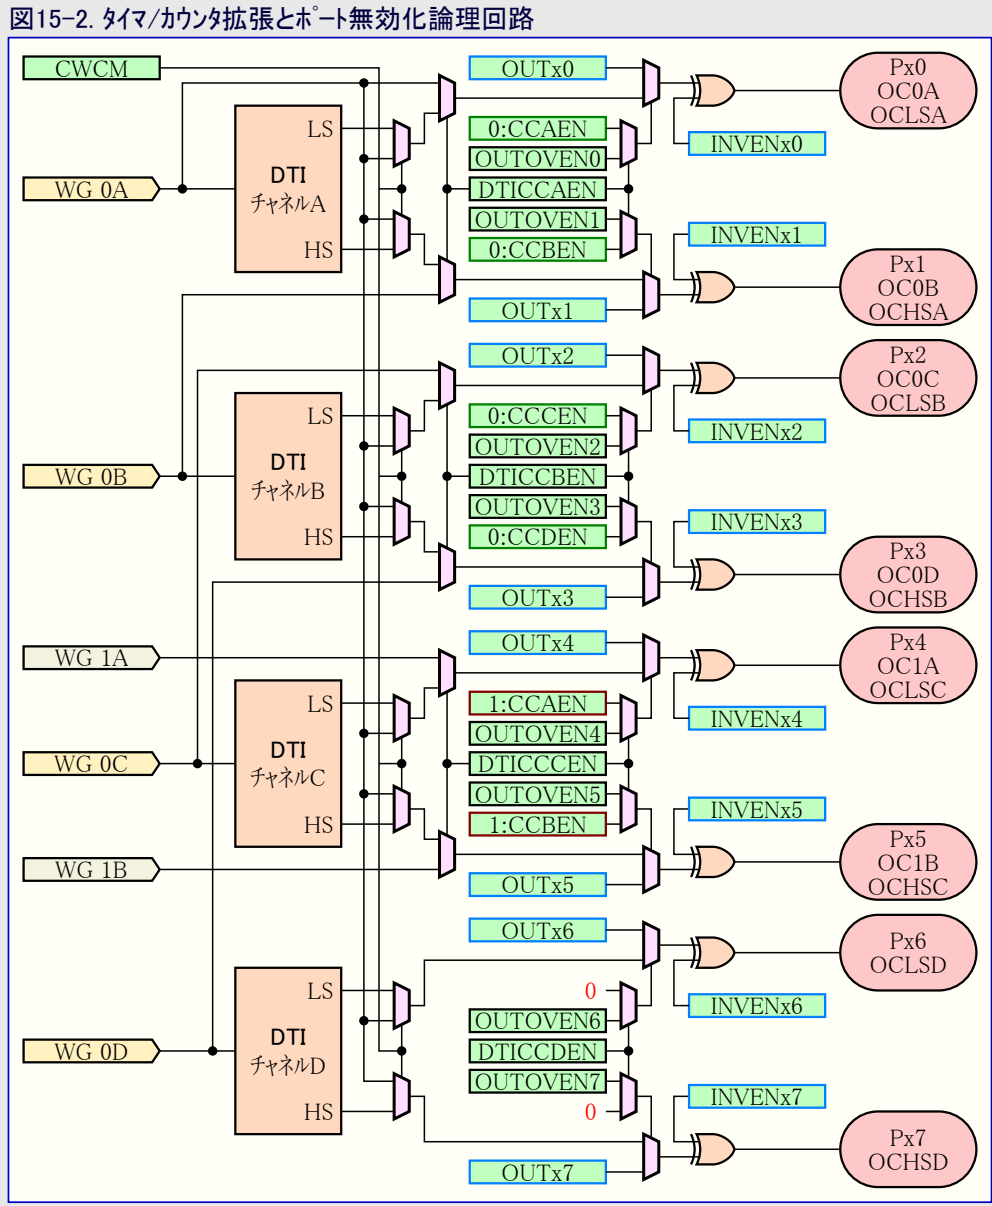 図15-2. タイマ/カウンタ拡張とポート無効化論理回路
CWCM
OUTx0
Px0
OC0A
OCLSA
LS
0:CCAEN
INVENx0
OUTOVEN0
WG 0A
DTI
チャネルA
DTICCAEN
OUTOVEN1
INVENx1
HS
0:CCBEN
Px1
OC0B
OCHSA
OUTx1
OUTx2
Px2
OC0C
OCLSB
LS
0:CCCEN
INVENx2
OUTOVEN2
WG 0B
DTI
チャネルB
DTICCBEN
OUTOVEN3
INVENx3
HS
0:CCDEN
Px3
OC0D
OCHSB
OUTx3
OUTx4
Px4
OC1A
OCLSC
WG 1A
LS
1:CCAEN
INVENx4
OUTOVEN4
WG 0C
DTI
チャネルC
DTICCCEN
OUTOVEN5
INVENx5
HS
1:CCBEN
Px5
OC1B
OCHSC
WG 1B
OUTx5
OUTx6
Px6
OCLSD
LS
0
INVENx6
OUTOVEN6
WG 0D
DTI
チャネルD
DTICCDEN
OUTOVEN7
INVENx7
HS
0
Px7
OCHSD
OUTx7